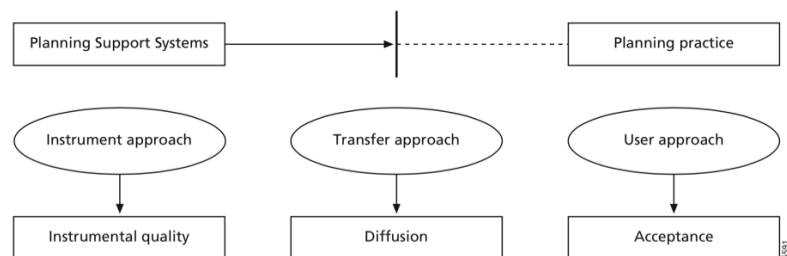 Planning Support Systems
Planning practice
Instrument approach
Transfer approach
User approach
Instrumental quality
Diffusion
Acceptance